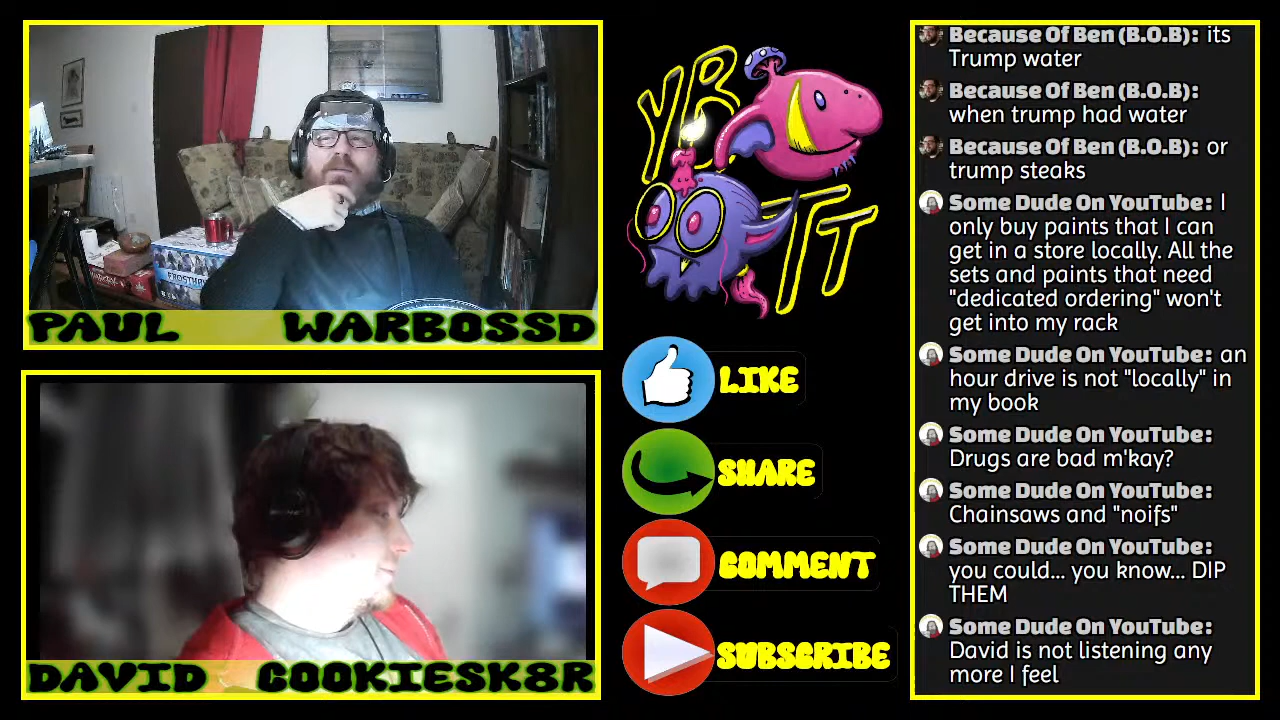 PAUL WARBOSSD
DAVID COOKIESK8R
YB
TT
LIKE
SHARE
COMMENT
SUBSCRIBE
Because Of Ben (B.O.B): its
Trump water
Because Of Ben (B.O.B):
when trump had water
Because Of Ben (B.O.B): or
trump steaks
Some Dude On YouTube: I
only buy paints that I can
get in a store locally. All the
sets and paints that need
"dedicated ordering" won't
get into my rack
Some Dude On YouTube: an
hour drive is not "locally" in
my book
Some Dude On YouTube:
Drugs are bad m'kay?
Some Dude On YouTube:
Chainsaws and "noifs"
Some Dude On YouTube:
you could... you know... DIP
THEM
Some Dude On YouTube:
David is not listening any
more I feel